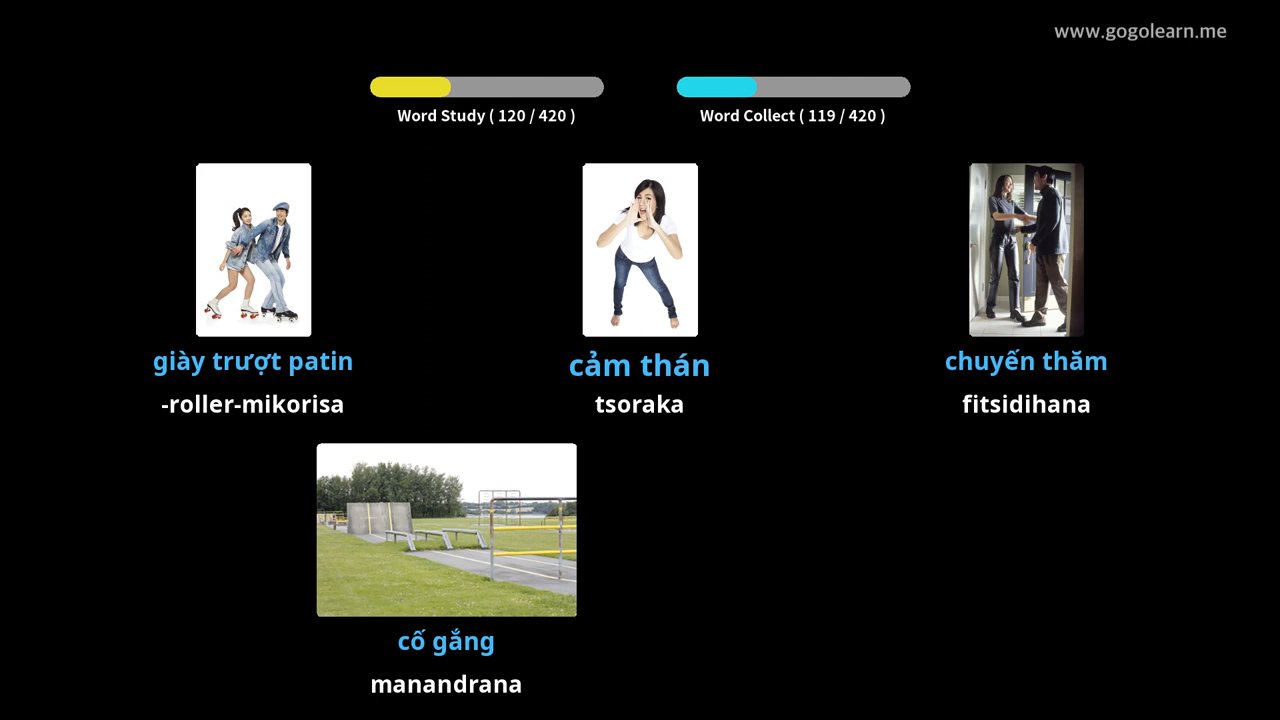 www.gogolearn.me
Word Study ( 120 / 420 )
Word Collect ( 119 / 420 )
giày trượt patin
cảm thán
chuyến thăm
-roller-mikorisa
tsoraka
fitsidihana
cố gắng
manandrana